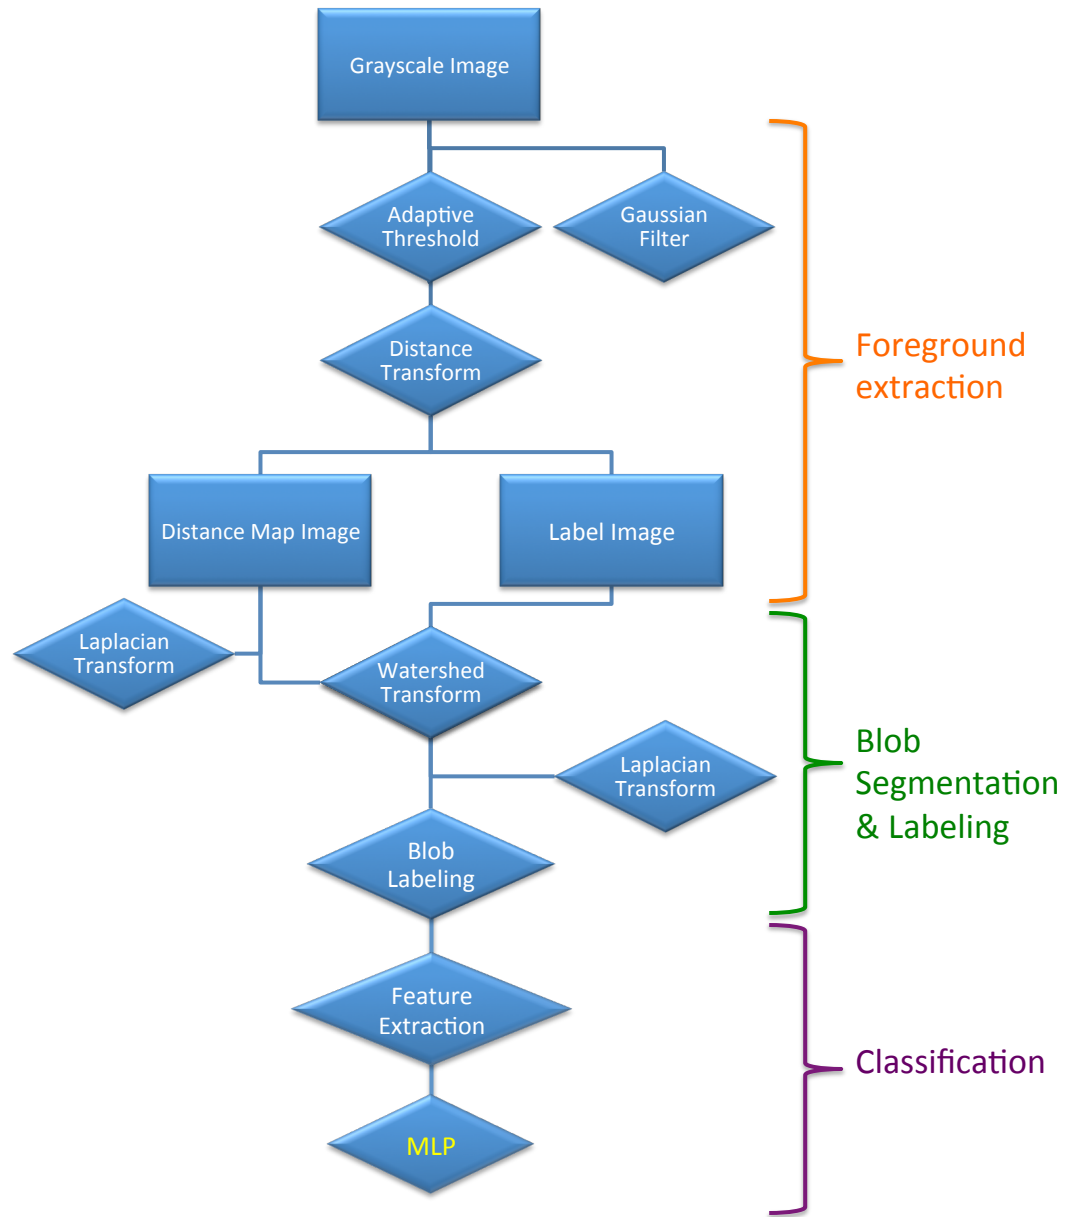 Grayscale Image
Adaptive
Threshold
Gaussian
Filter
Distance
Transform
Foreground
extraction
Distance Map Image
Label Image
Laplacian
Transform
Watershed
Transform
Laplacian
Transform
Blob
Segmentation
& Labeling
Blob
Labeling
Feature
Extraction
Classification
MLP